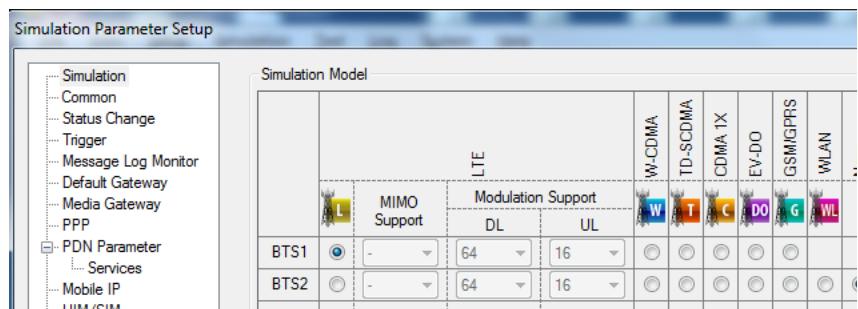 Simulation Parameter Setup
Simulation
Common
Status Change
Trigger
Message Log Monitor
Default Gateway
Media Gateway
PPP
PDN Parameter
Services
Mobile IP
Simulation Model
LTE
W-CDMA
TD-SCDMA
CDMA 1X
EV-DO
GSM/GPRS
WLAN
L
MIMO
Support
Modulation Support
DL
UL
W
T
C
DO
G
WL
BTS1 - 64 16
BTS2 - 64 16